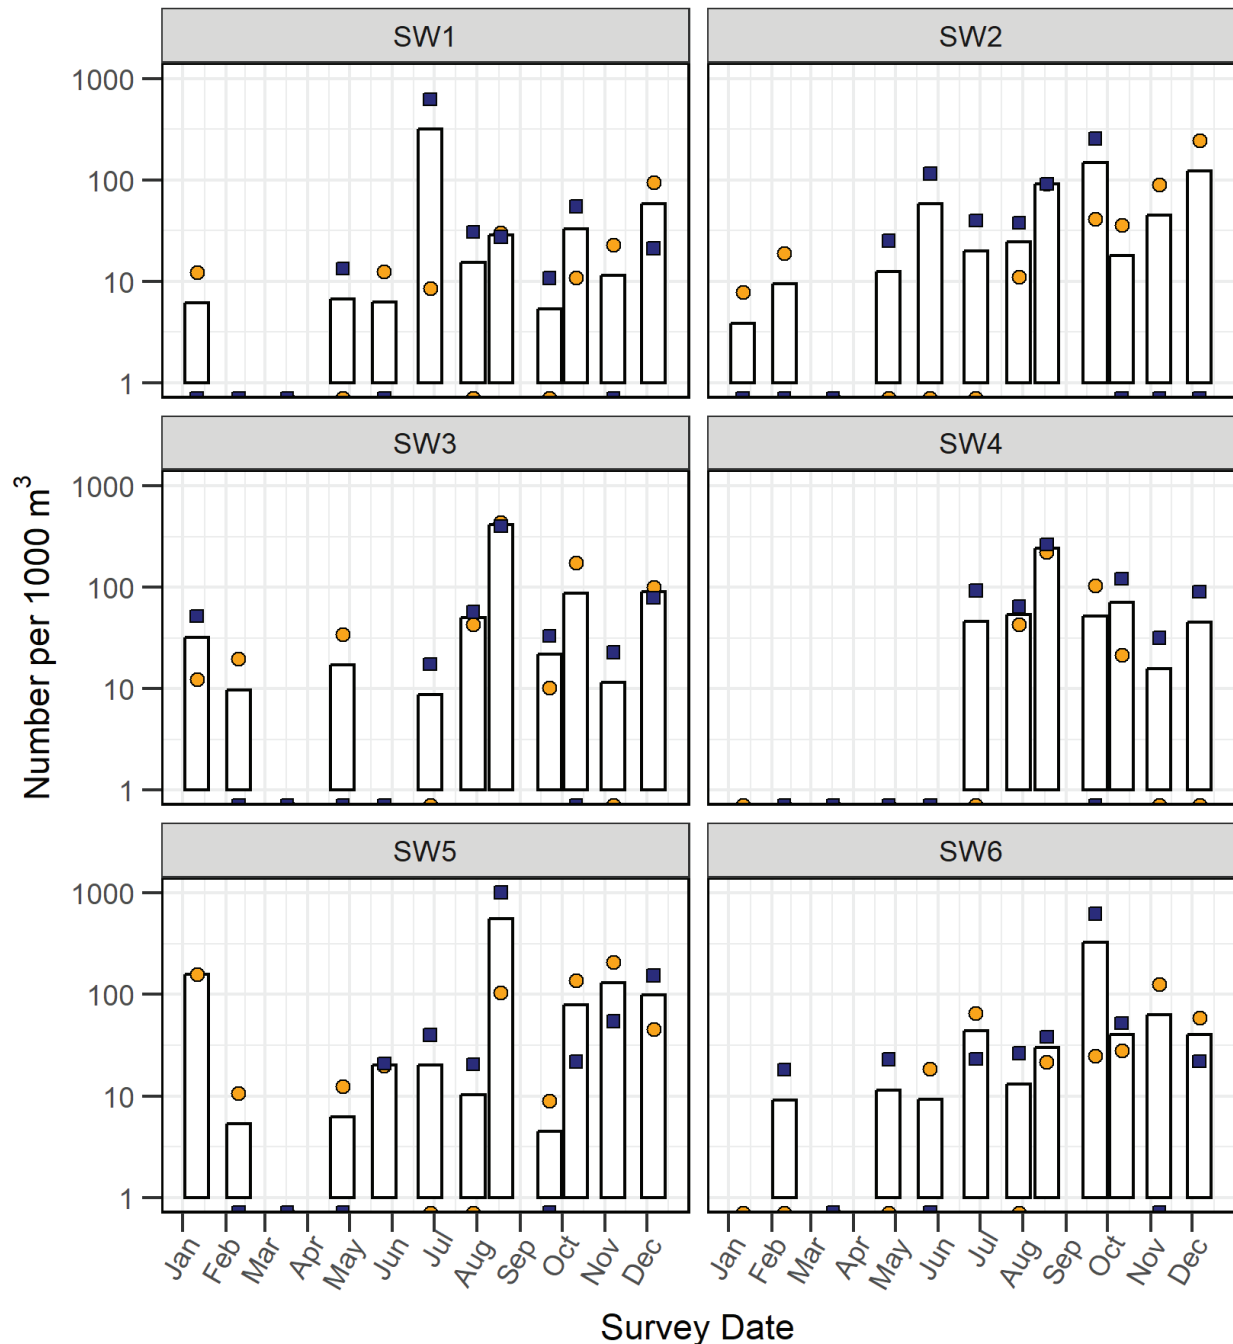 SW1
SW2
1000
100
10
1
SW3
SW4
1000
100
10
1
SW5
SW6
1000
100
10
1
Number per 1000 m³
Jan Feb Mar Apr May Jun Jul Aug Sep Oct Nov Dec
Jan Feb Mar Apr May Jun Jul Aug Sep Oct Nov Dec
Survey Date